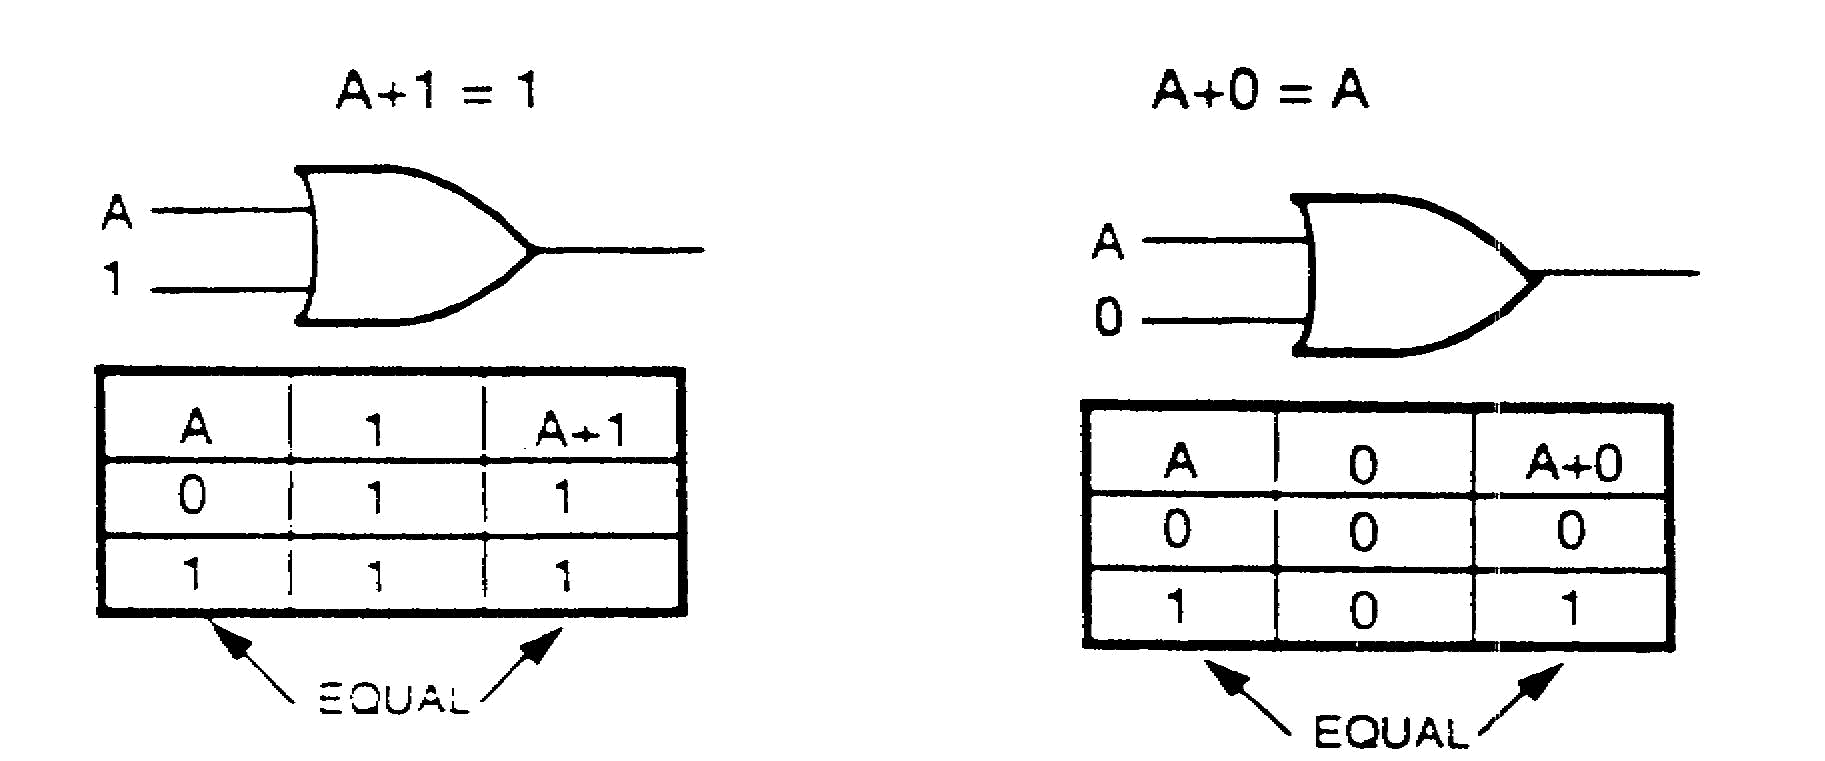 A+1 = 1
A
1
A 1 A+1
0 1 1
1 1 1
EQUAL
A+0 = A
A
0
A 0 A+0
0 0 0
1 0 1
EQUAL